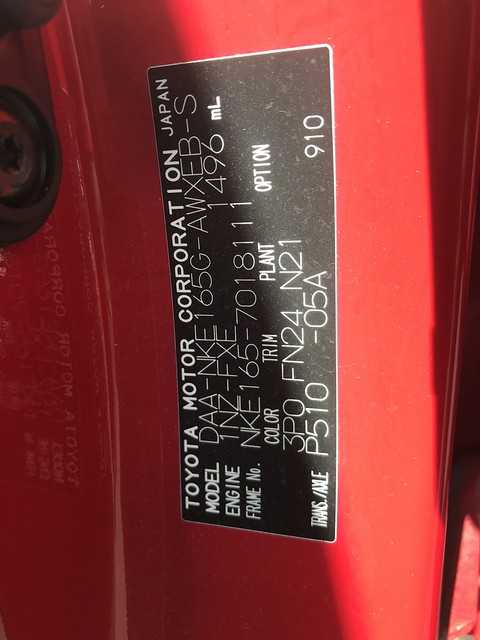 TOYOTA MOTOR CORPORATION JAPAN
MODEL DAA-NKE165G-AWXEB-S
ENGINE 1NZ-FXE 1496 mL
FRAME No. NKE165-7018111
COLOR TRIM PLANT OPTION
3P0 FN24 N21
TRANS./AXLE P510 -05A 910